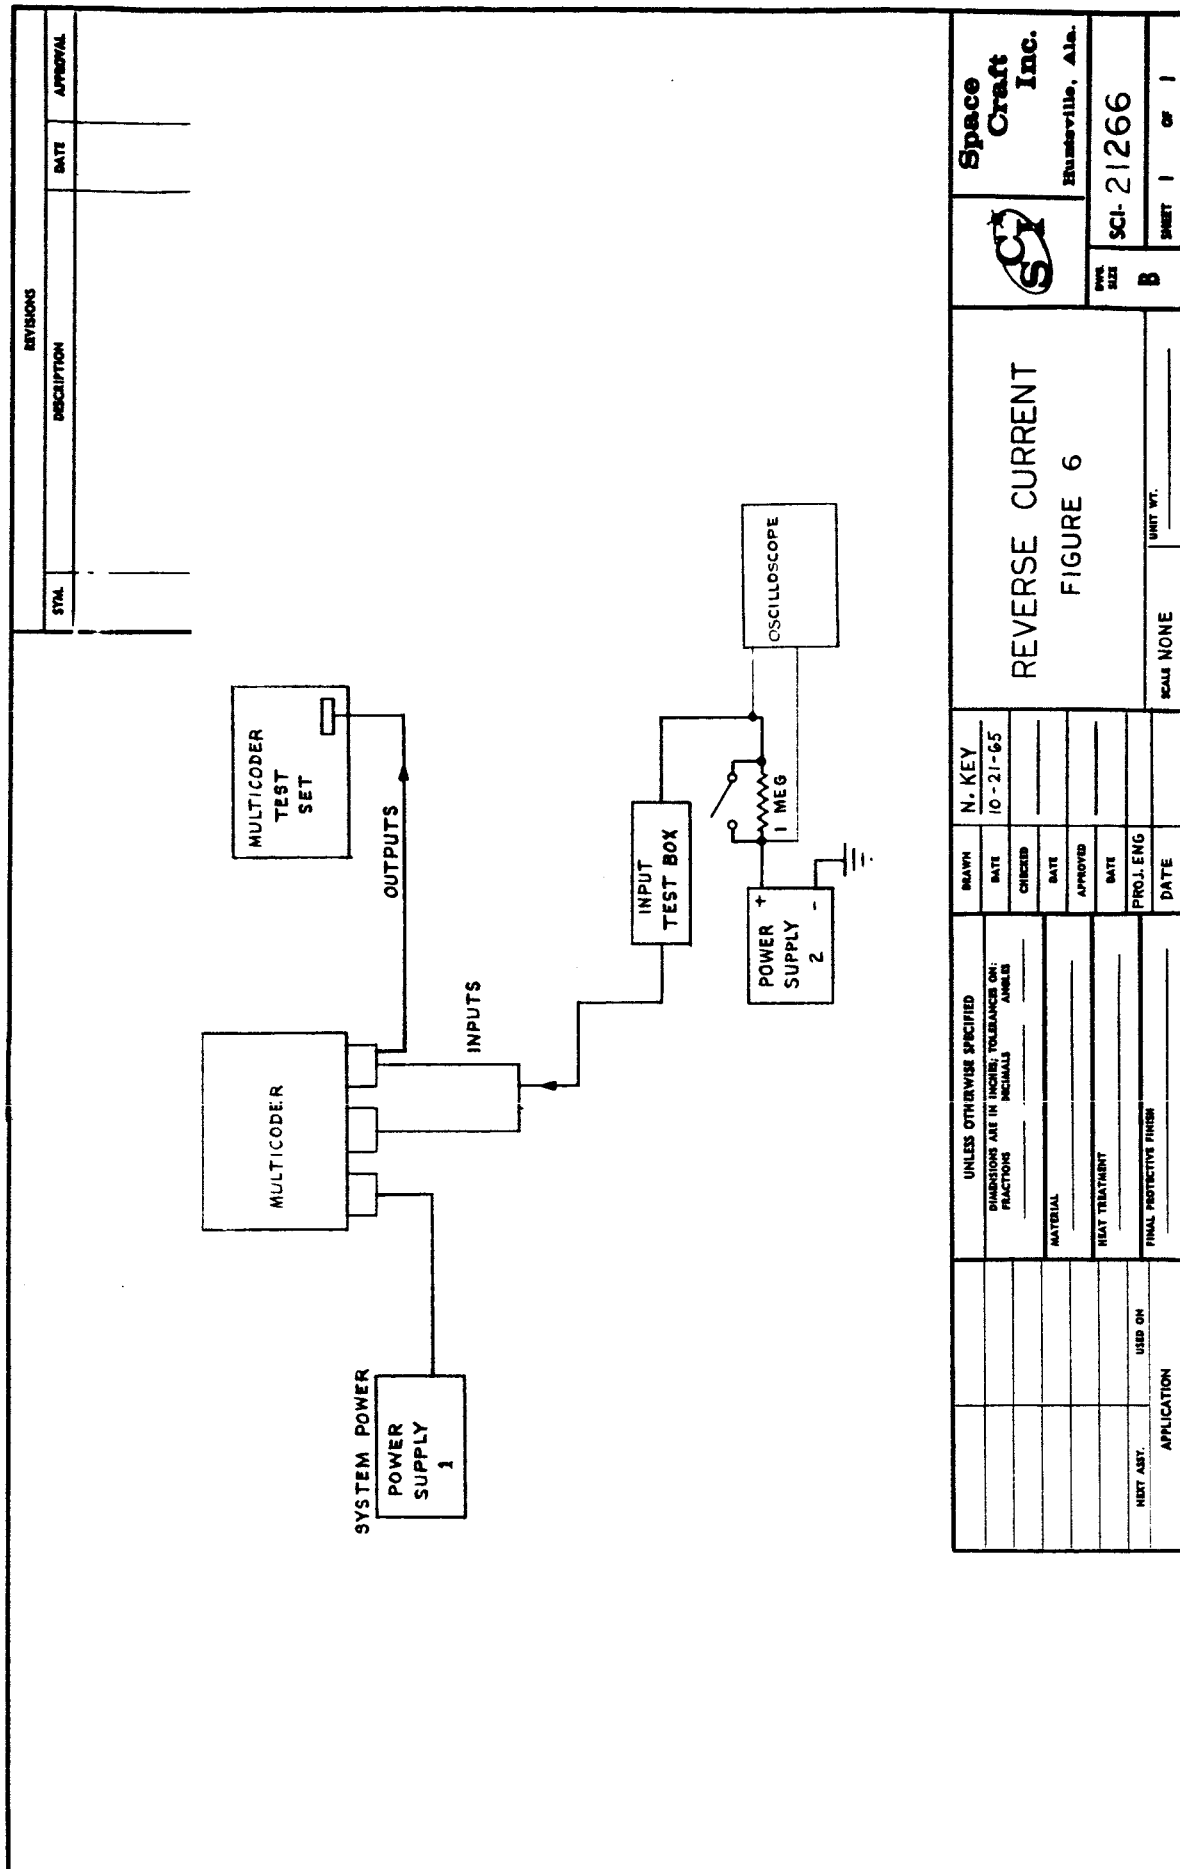 REVISIONS
SYM.
DESCRIPTION
DATE
APPROVAL
MULTICODER
TEST
SET
OUTPUTS
MULTICODER
INPUTS
SYSTEM POWER
POWER
SUPPLY
1
INPUT
TEST BOX
1 MEG
OSCILLOSCOPE
POWER
SUPPLY
2
+
-
NEXT ASSY.
USED ON
APPLICATION
UNLESS OTHERWISE SPECIFIED
DIMENSIONS ARE IN INCHES; TOLERANCES ON:
FRACTIONS DECIMALS ANGLES
MATERIAL
HEAT TREATMENT
FINAL PROTECTIVE FINISH
DRAWN N. KEY
DATE 10-21-65
CHECKED
DATE
APPROVED
DATE
PROJ. ENG
DATE
REVERSE CURRENT
FIGURE 6
SCALE NONE
UNIT WT.
SCI
Space
Craft
Inc.
Huntsville, Ala.
DWG.
SIZE
B
SCI- 21266
SHEET 1 OF 1